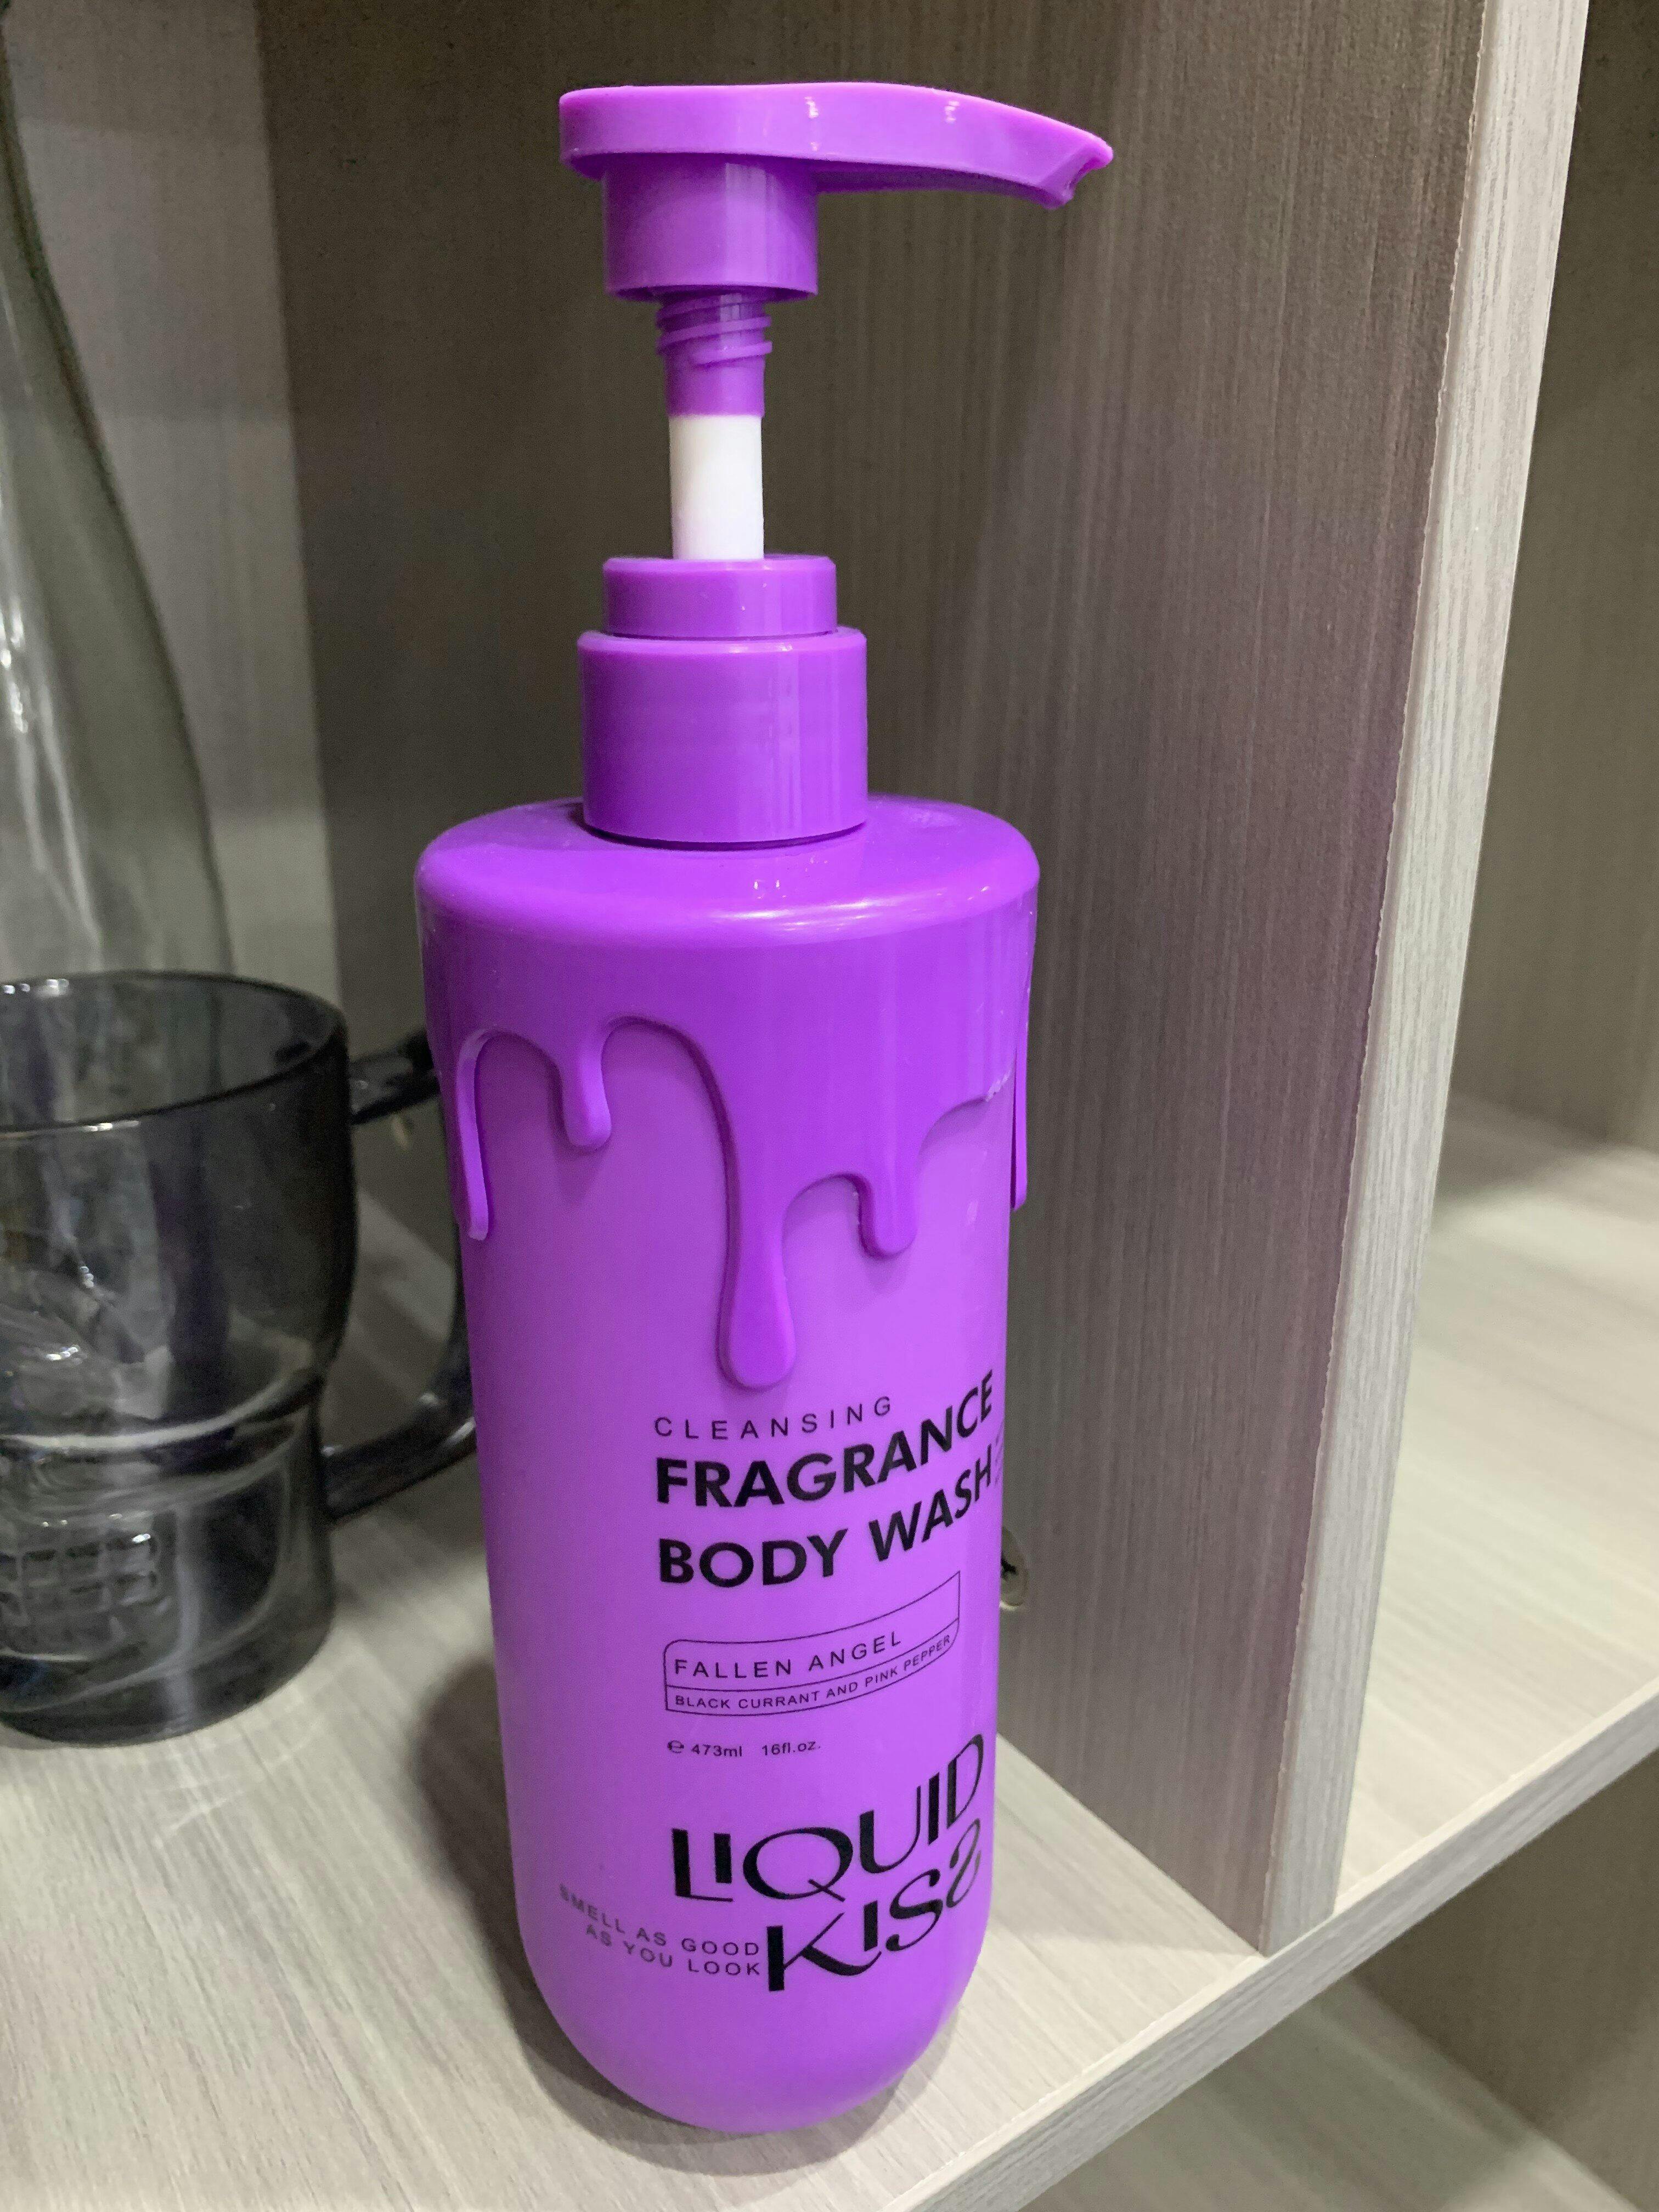 CLEANSING
FRAGRANCE
BODY WASH
FALLEN ANGEL
BLACK CURRANT AND PINK PEPPER
℮ 473ml 16fl.oz.
LIQUID
KISS
SMELL AS GOOD
AS YOU LOOK